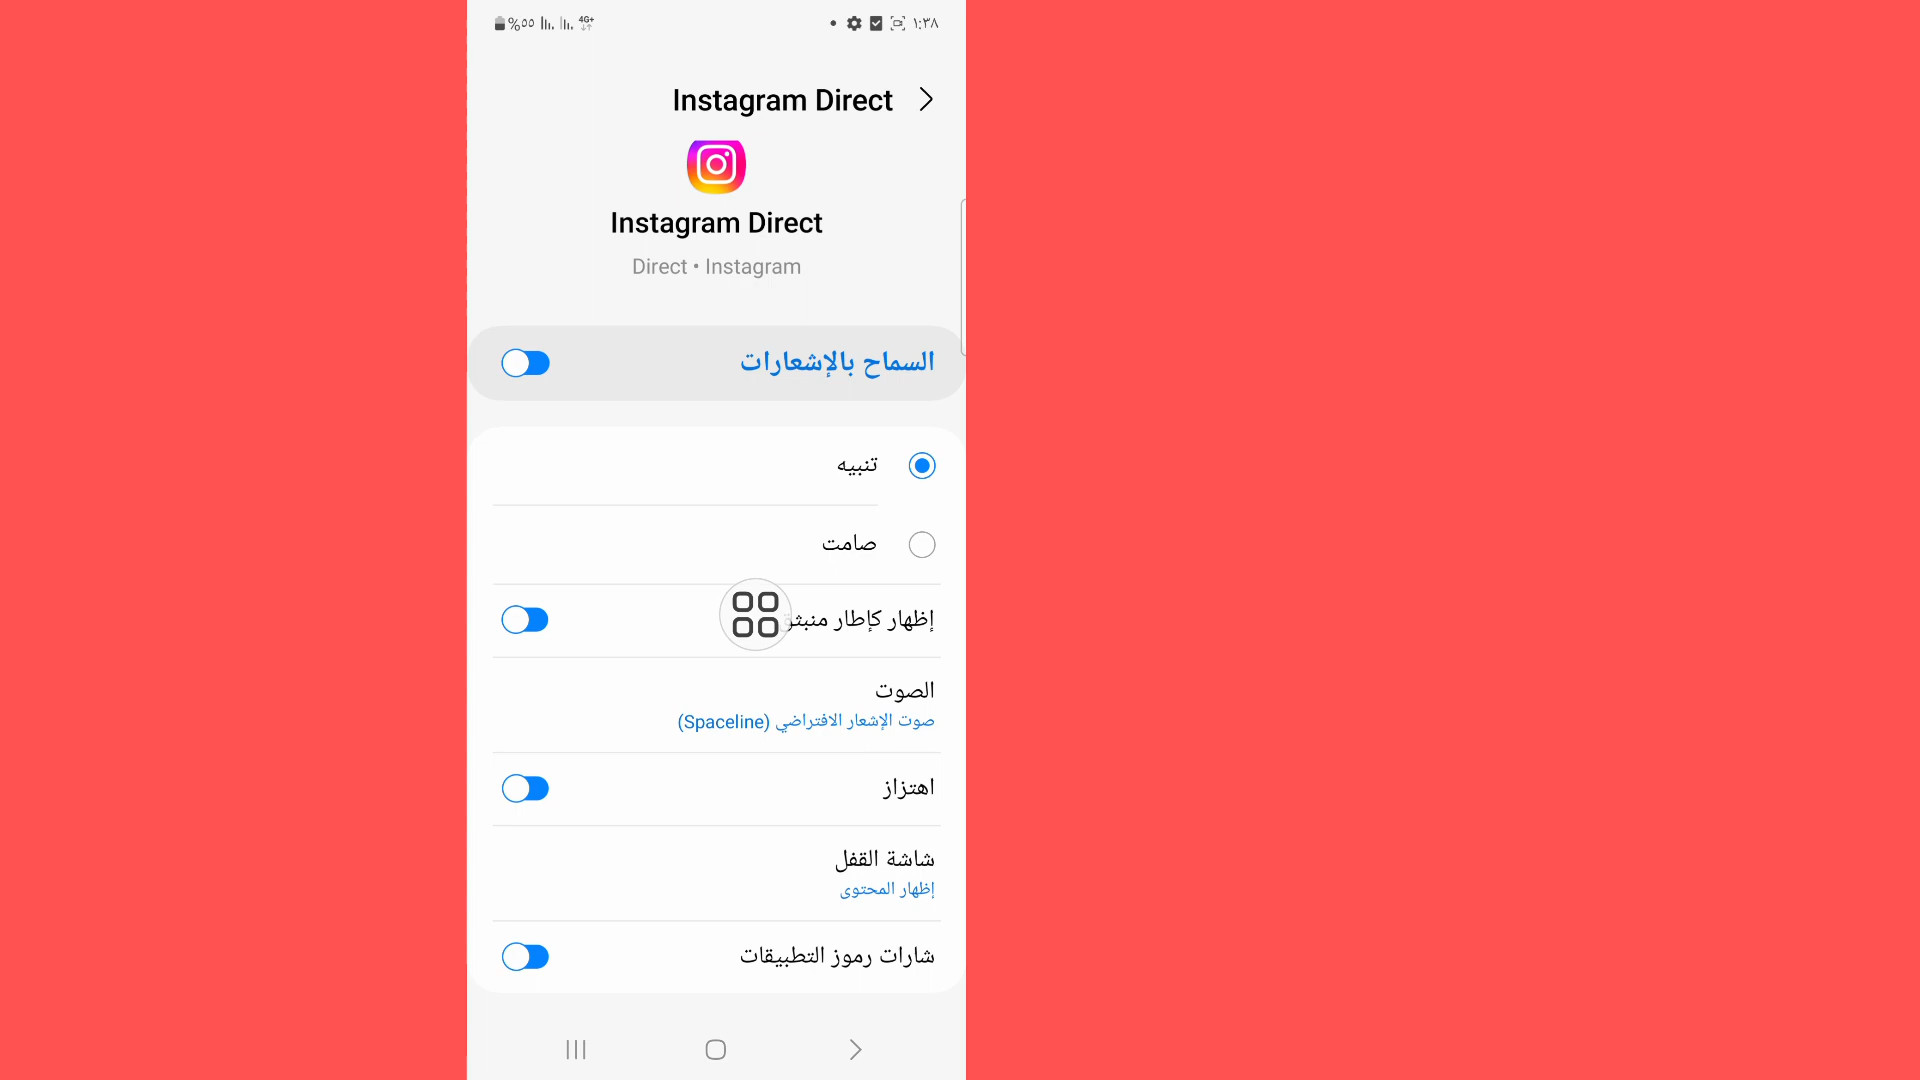 %٥٥ 4G+ ١:٣٨
Instagram Direct
Instagram Direct
Direct • Instagram
السماح بالإشعارات
تنبيه
صامت
إظهار كإطار منبثق
الصوت
صوت الإشعار الافتراضي (Spaceline)
اهتزاز
شاشة القفل
إظهار المحتوى
شارات رموز التطبيقات